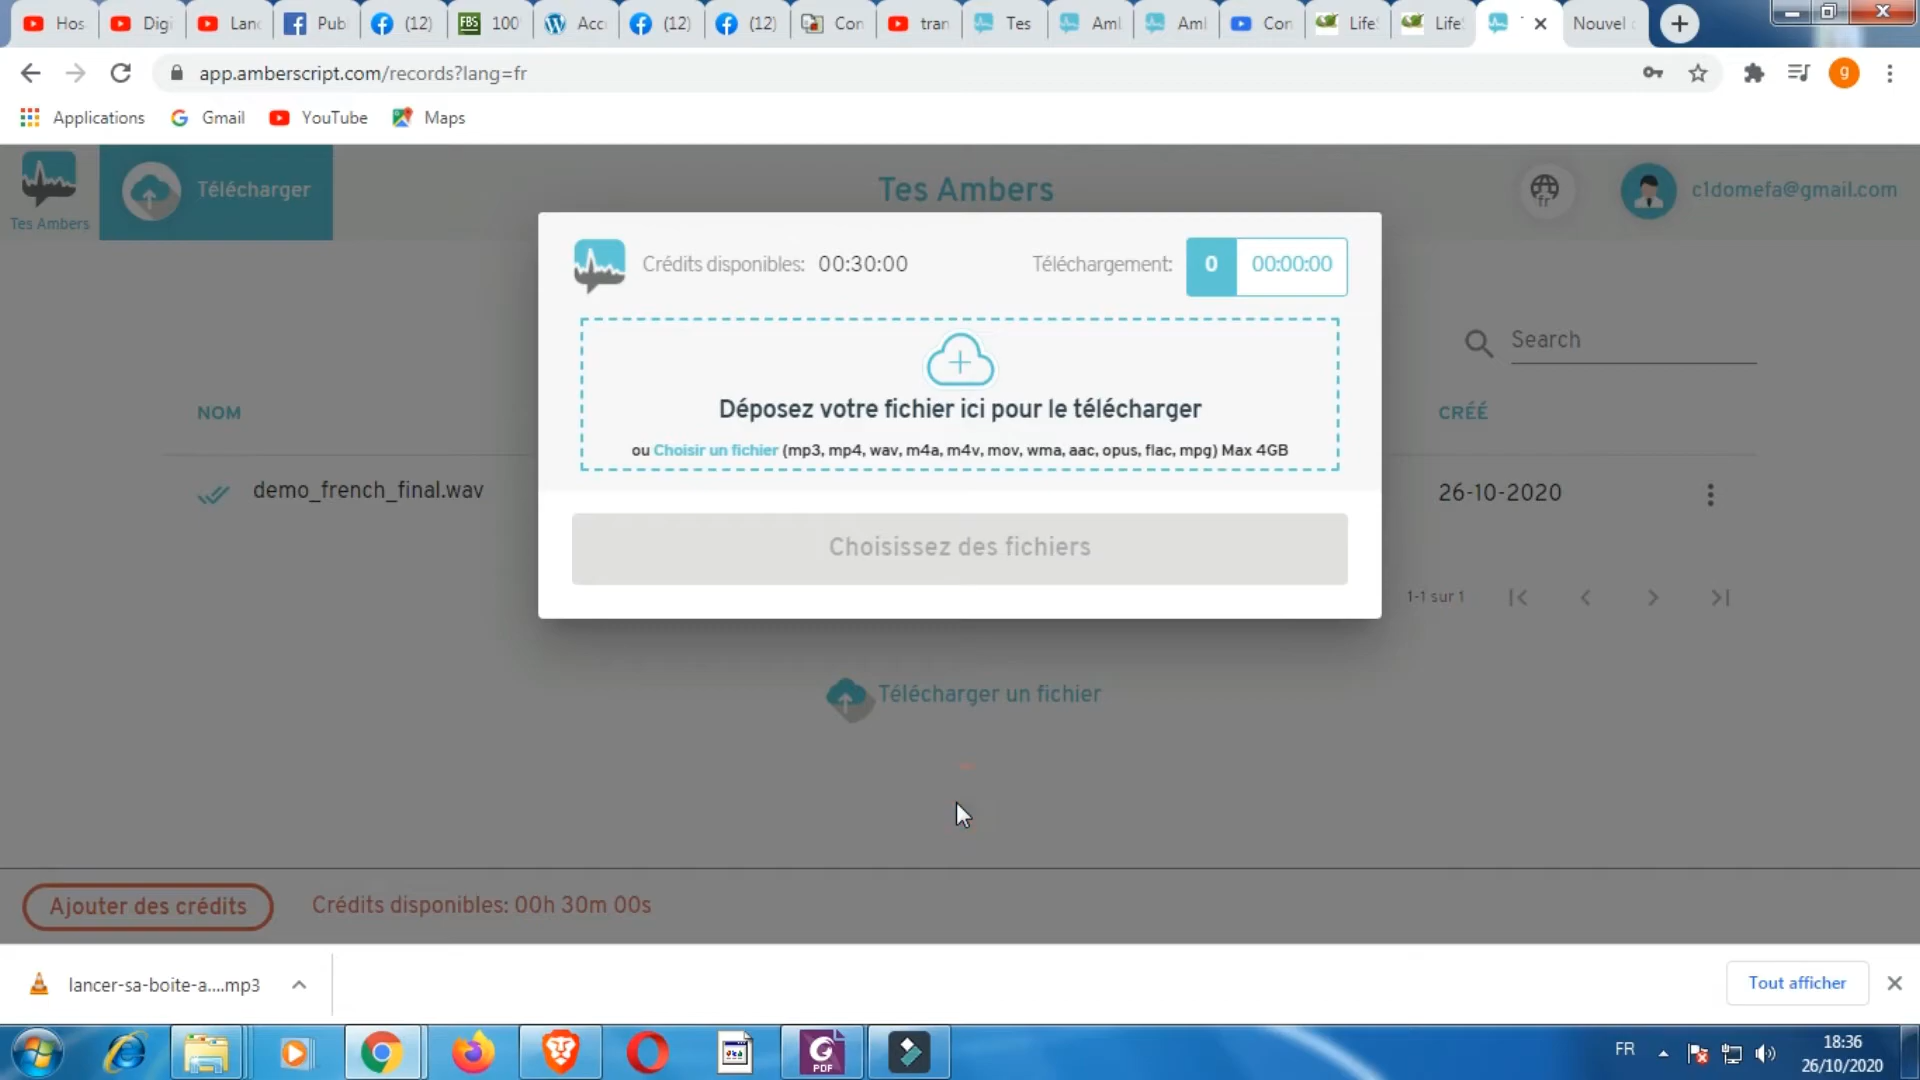 Hos
Digi
Lanc
Pub
(12)
FBS
100
Acc
(12)
(12)
Con
tran
Tes
Aml
Aml
Con
Life
Life
Nouvel
app.amberscript.com/records?lang=fr
g
Applications
Gmail
YouTube
Maps
Tes Ambers
Télécharger
Tes Ambers
fr
c1domefa@gmail.com
Crédits disponibles: 00:30:00
Téléchargement: 0 00:00:00
Déposez votre fichier ici pour le télécharger
ou Choisir un fichier (mp3, mp4, wav, m4a, m4v, mov, wma, aac, opus, flac, mpg) Max 4GB
Choisissez des fichiers
Search
NOM
CRÉÉ
demo_french_final.wav
26-10-2020
1-1 sur 1
Télécharger un fichier
Ajouter des crédits
Crédits disponibles: 00h 30m 00s
lancer-sa-boite-a....mp3
Tout afficher
PDF
FR
18:36
26/10/2020